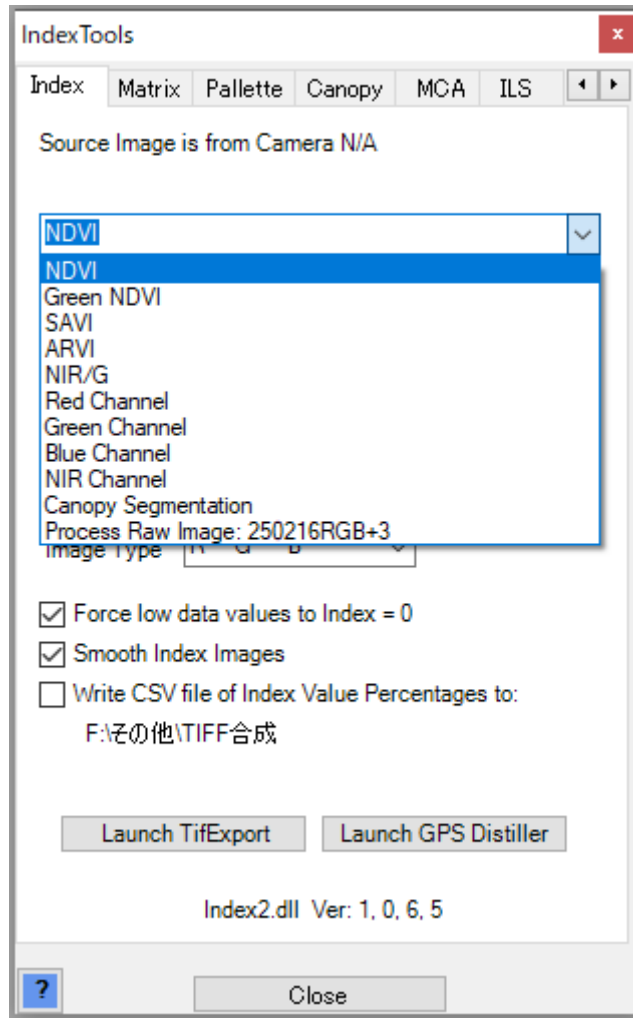 IndexTools
x
Index Matrix Pallette Canopy MCA ILS
Source Image is from Camera N/A
NDVI
NDVI
Green NDVI
SAVI
ARVI
NIR/G
Red Channel
Green Channel
Blue Channel
NIR Channel
Canopy Segmentation
Process Raw Image: 250216RGB+3
Image Type R G B
Force low data values to Index = 0
Smooth Index Images
Write CSV file of Index Value Percentages to:
F:\その他\TIFF合成
Launch TifExport Launch GPS Distiller
Index2.dll Ver: 1, 0, 6, 5
? Close